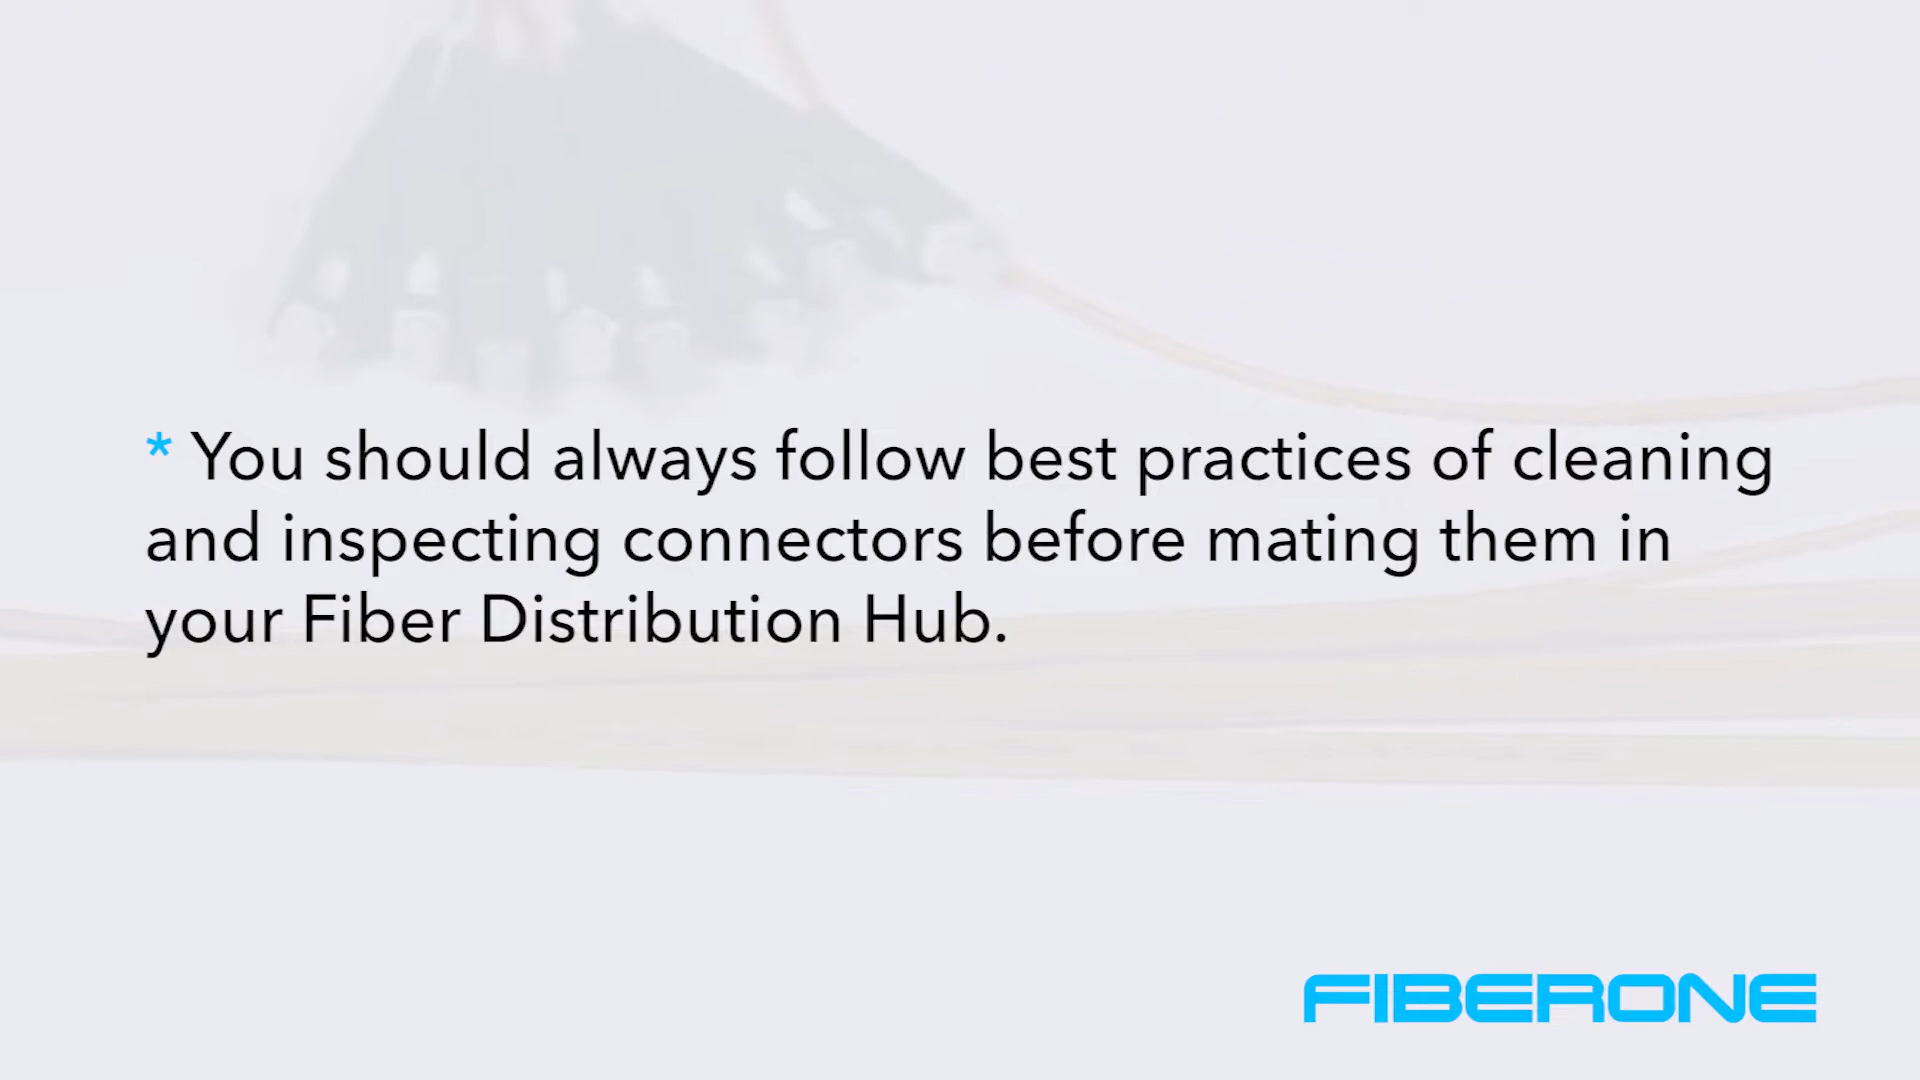 * You should always follow best practices of cleaning
and inspecting connectors before mating them in
your Fiber Distribution Hub.
FIBERONE